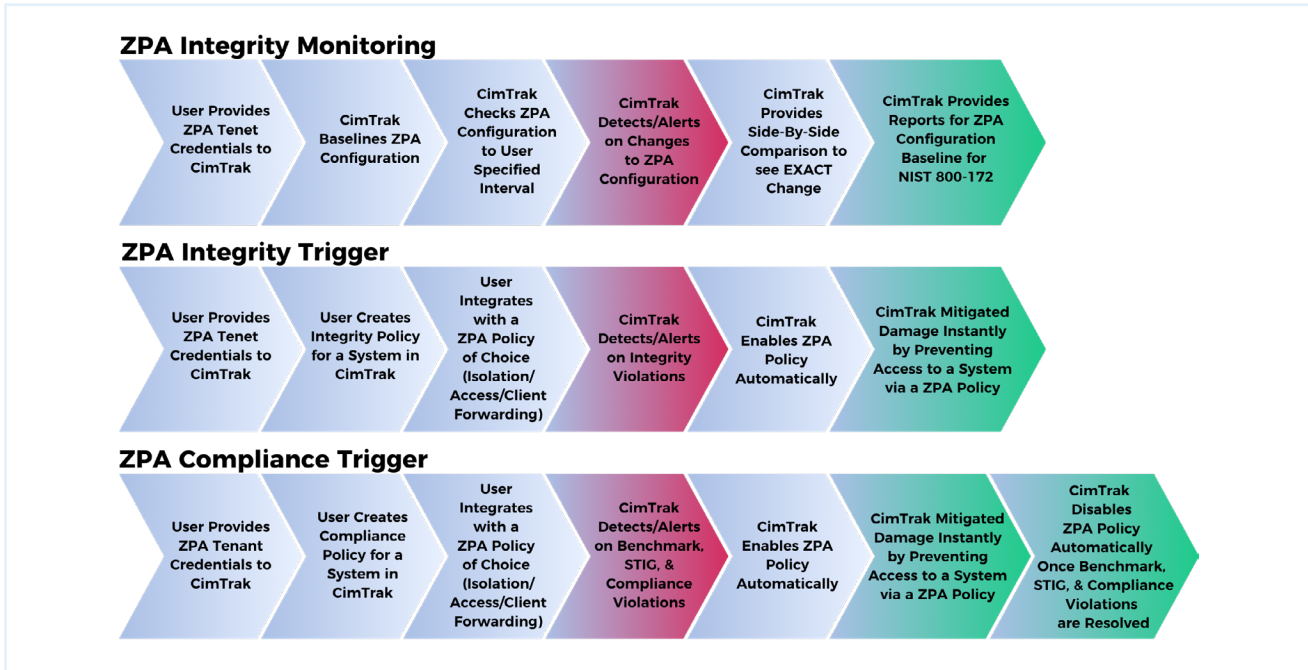 ZPA Integrity Monitoring
User Provides
ZPA Tenet
Credentials to
CimTrak
CimTrak
Baselines ZPA
Configuration
CimTrak
Checks ZPA
Configuration
to User
Specified
Interval
CimTrak
Detects/Alerts
on Changes
to ZPA
Configuration
CimTrak
Provides
Side-By-Side
Comparison to
see EXACT
Change
CimTrak Provides
Reports for ZPA
Configuration
Baseline for
NIST 800-172
ZPA Integrity Trigger
User Provides
ZPA Tenet
Credentials to
CimTrak
User Creates
Integrity Policy
for a System in
CimTrak
User
Integrates
with a
ZPA Policy
of Choice
(Isolation/
Access/Client
Forwarding)
CimTrak
Detects/Alerts
on Integrity
Violations
CimTrak
Enables ZPA
Policy
Automatically
CimTrak Mitigated
Damage Instantly
by Preventing
Access to a System
via a ZPA Policy
ZPA Compliance Trigger
User Provides
ZPA Tenant
Credentials to
CimTrak
User Creates
Compliance
Policy for a
System in
CimTrak
User
Integrates
with a
ZPA Policy
of Choice
(Isolation/
Access/Client
Forwarding)
CimTrak
Detects/Alerts
on Benchmark,
STIG, &
Compliance
Violations
CimTrak
Enables ZPA
Policy
Automatically
CimTrak Mitigated
Damage Instantly
by Preventing
Access to a System
via a ZPA Policy
CimTrak
Disables
ZPA Policy
Automatically
Once Benchmark,
STIG, & Compliance
Violations
are Resolved